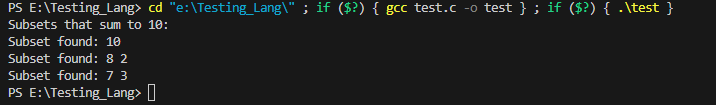 PS E:\Testing_Lang> cd "e:\Testing_Lang\" ; if ($?) { gcc test.c -o test } ; if ($?) { .\test }
Subsets that sum to 10:
Subset found: 10
Subset found: 8 2
Subset found: 7 3
PS E:\Testing_Lang>